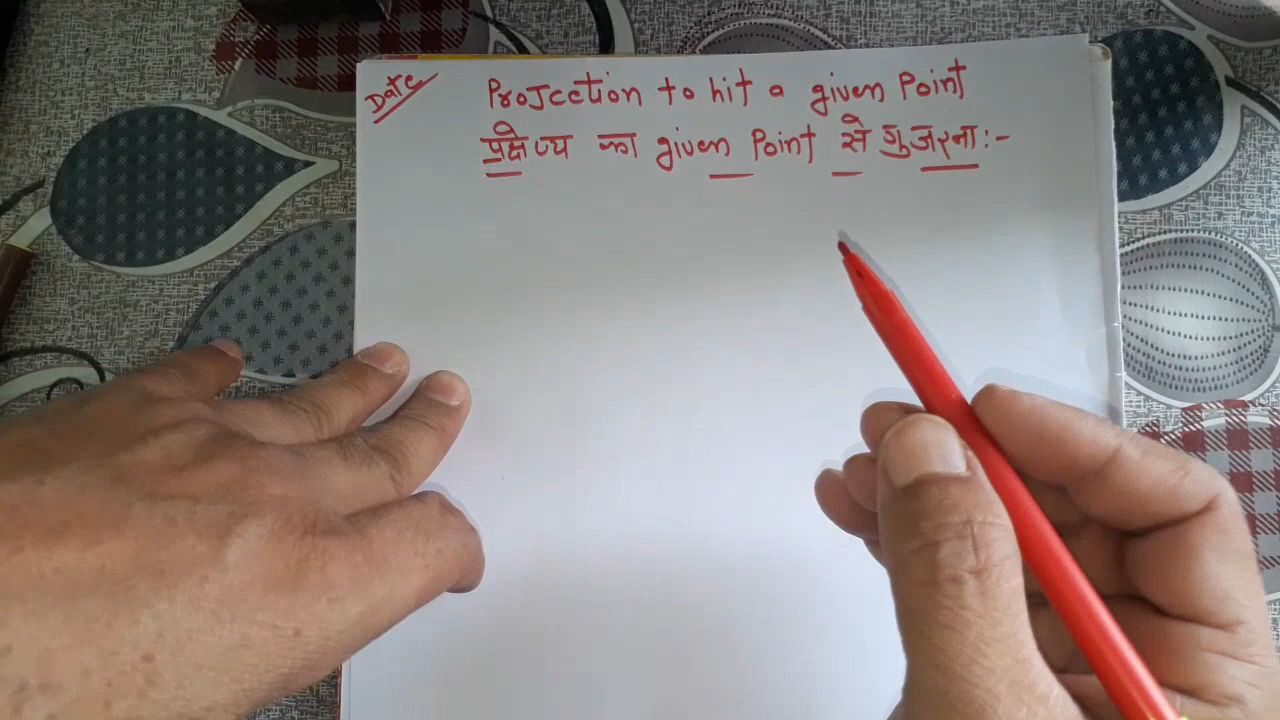 Date
Projection to hit a given Point
प्रक्षेप्य का given Point से गुजरना:-